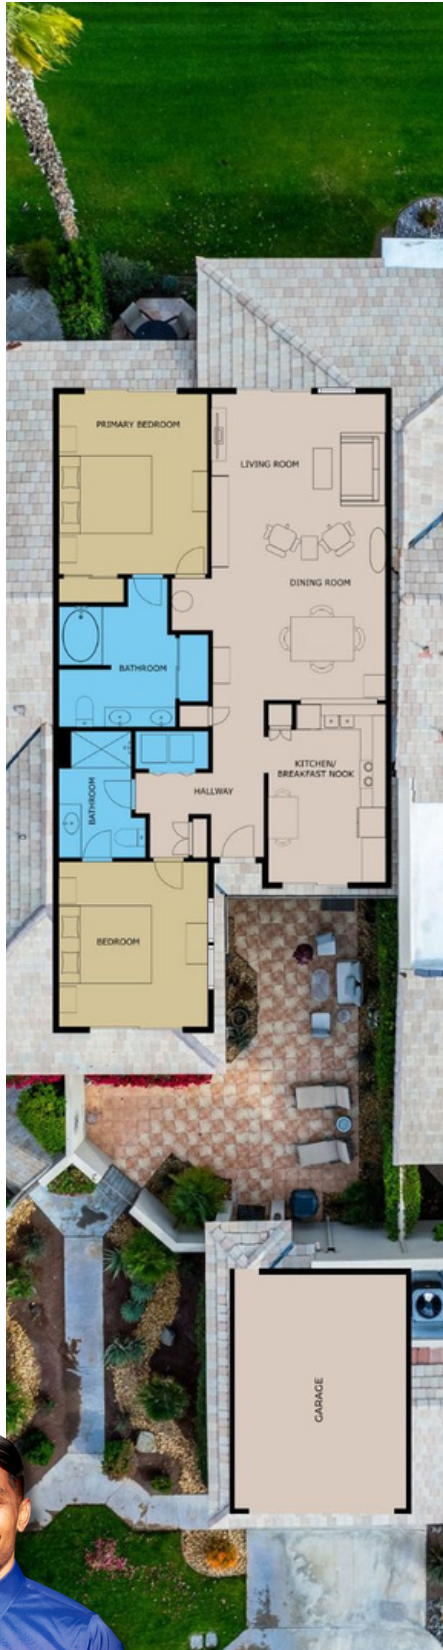 PRIMARY BEDROOM
LIVING ROOM
DINING ROOM
BATHROOM
KITCHEN/
BREAKFAST NOOK
HALLWAY
BATHROOM
BEDROOM
GARAGE